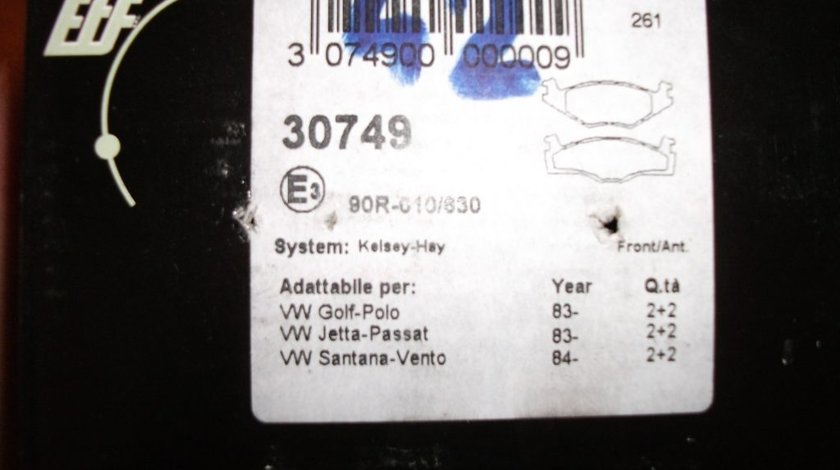 EtF
261
3 074900 000009
30749
E3
90R-010/830
System: Kelsey-Hay Front/Ant.
Adattabile per: Year Q.tà
VW Golf-Polo 83- 2+2
VW Jetta-Passat 83- 2+2
VW Santana-Vento 84- 2+2